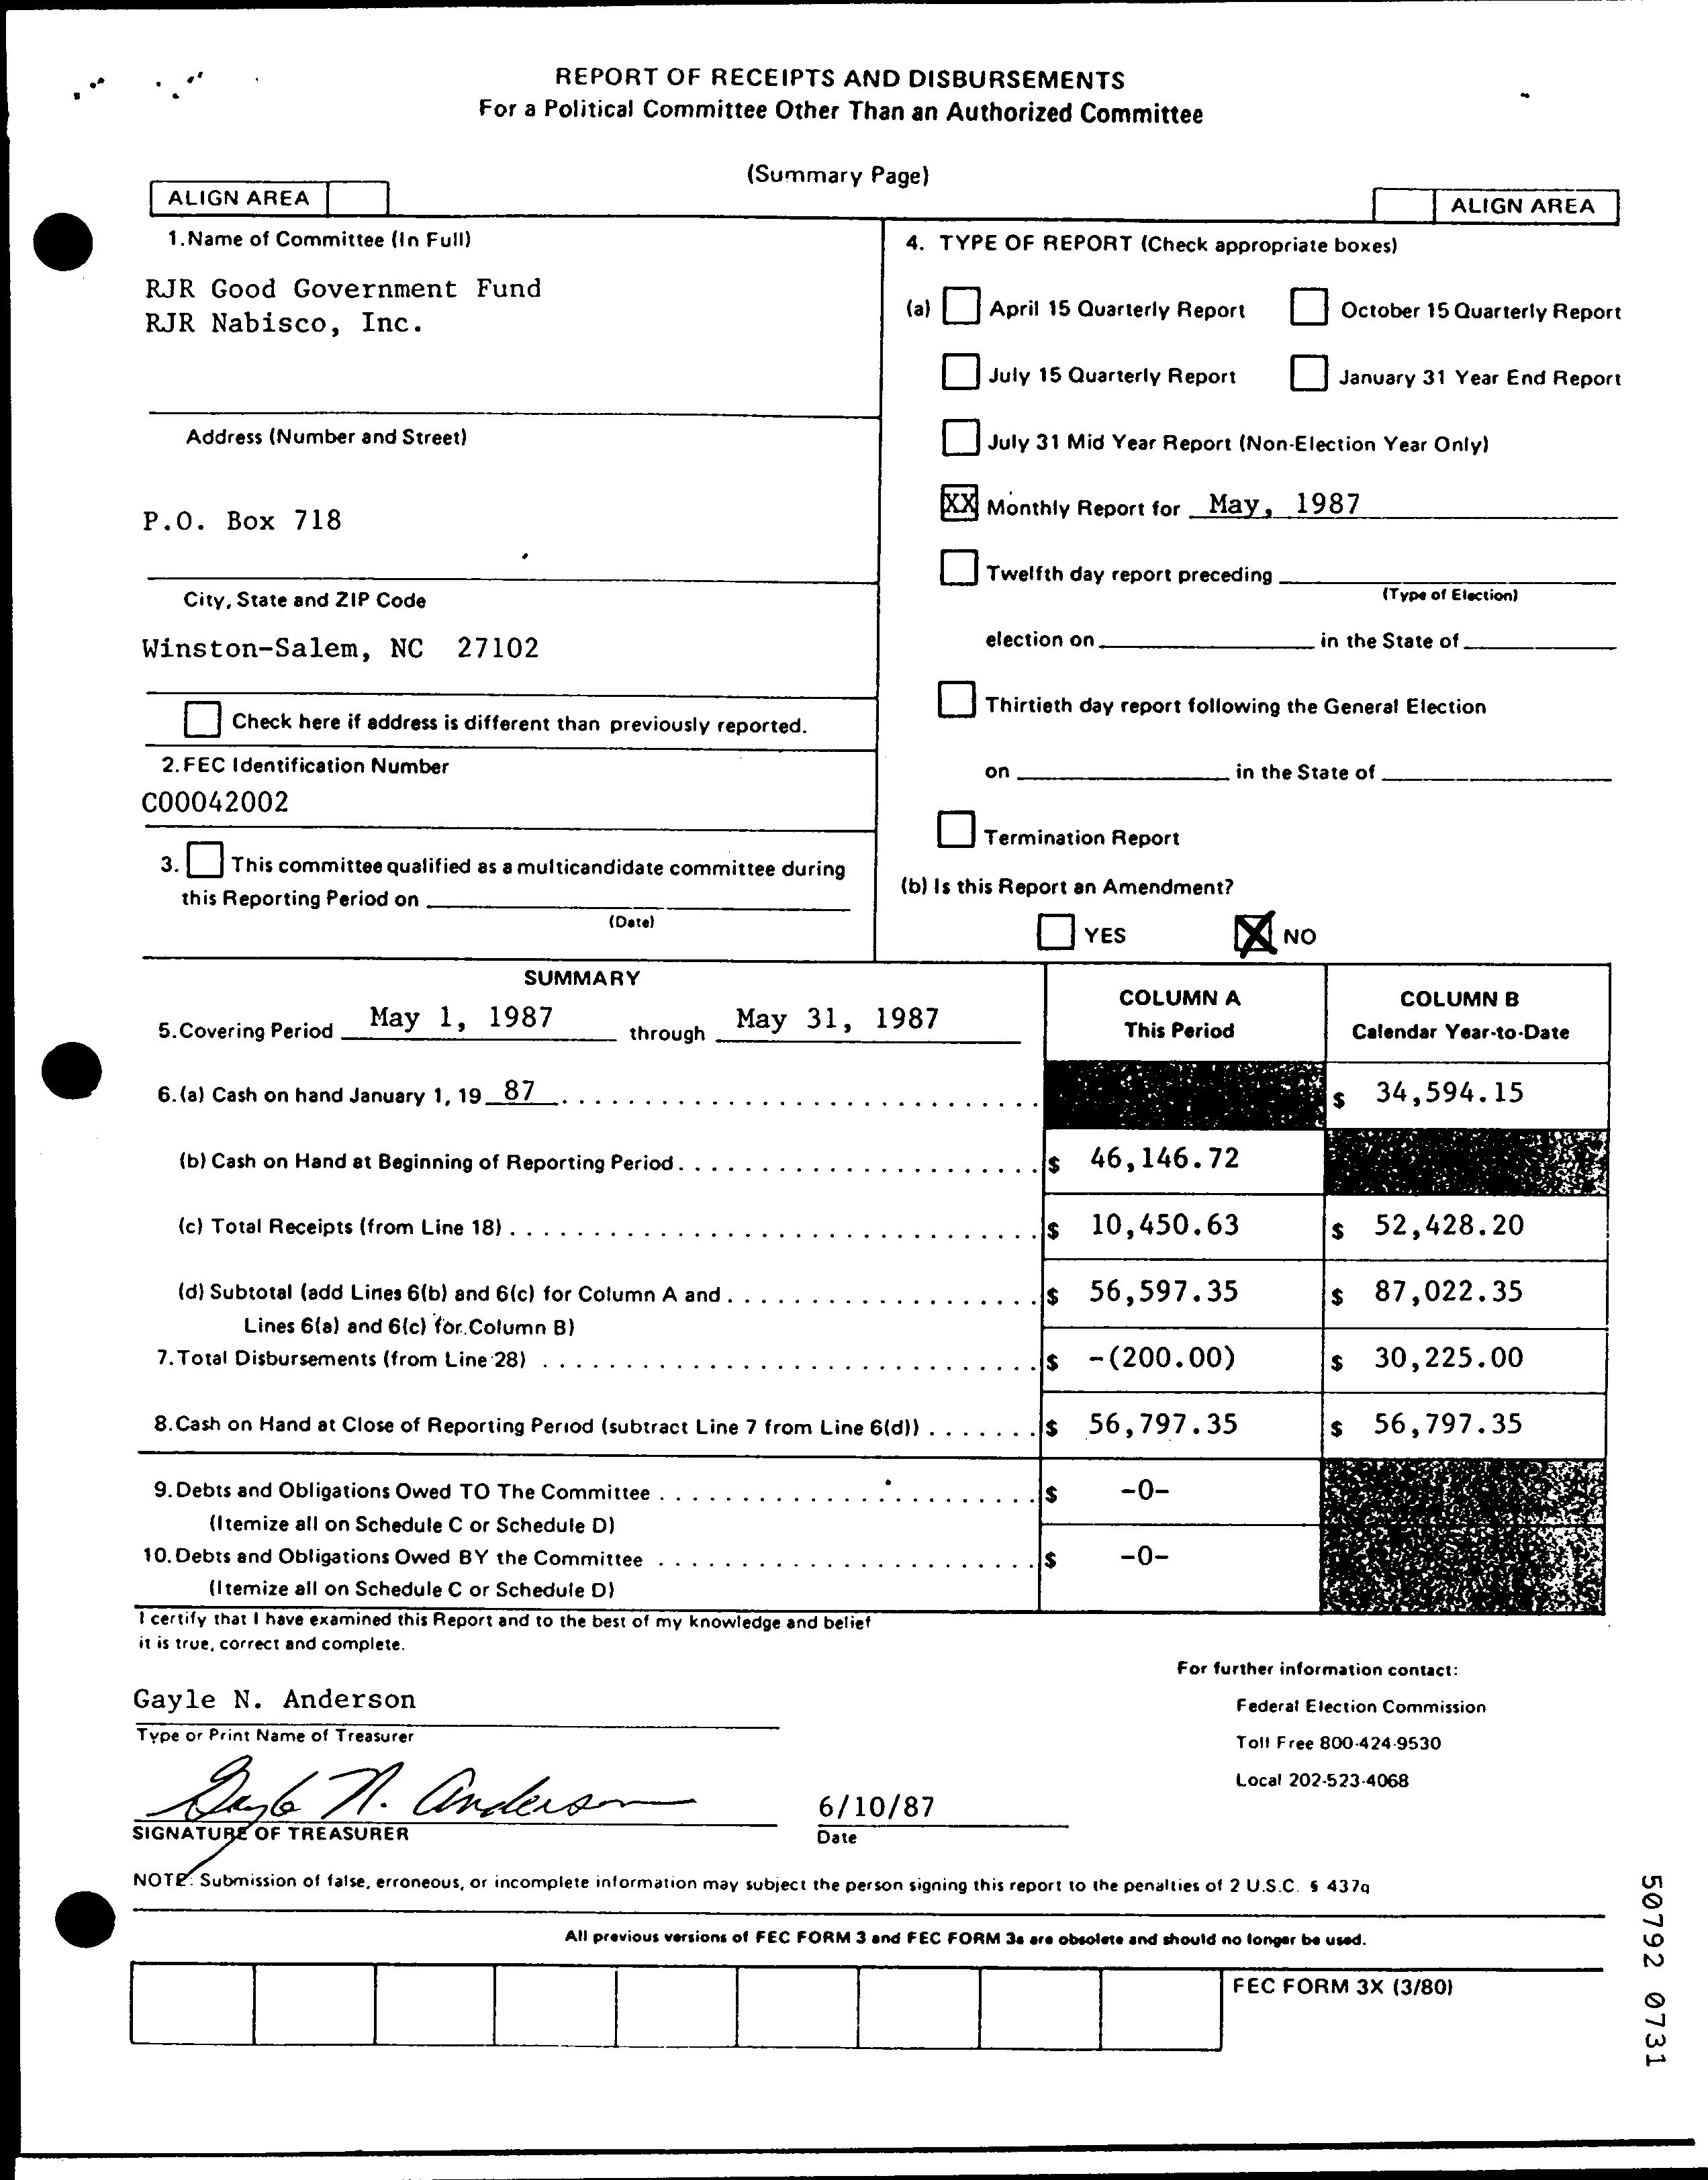 REPORT OF RECEIPTS AND DISBURSEMENTS
For a Political Committee Other Than an Authorized Committee
(Summary Page)
ALIGN AREA
ALIGN AREA
1. Name of Committee (In Full)
RJR Good Government Fund
RJR Nabisco, Inc.
Address (Number and Street)
P.O. Box 718
City, State and ZIP Code
Winston-Salem, NC 27102
Check here if address is different than previously reported.
2. FEC Identification Number
C00042002
3. This committee qualified as a multicandidate committee during
this Reporting Period on
(Date)
4. TYPE OF REPORT (Check appropriate boxes)
(a) April 15 Quarterly Report October 15 Quarterly Report
July 15 Quarterly Report January 31 Year End Report
July 31 Mid Year Report (Non-Election Year Only)
XX Monthly Report for May, 1987
Twelfth day report preceding
(Type of Election)
election on in the State of
Thirtieth day report following the General Election
on in the State of
Termination Report
(b) Is this Report an Amendment?
YES X NO
SUMMARY
5. Covering Period May 1, 1987 through May 31, 1987
COLUMN A
This Period
COLUMN B
Calendar Year-to-Date
6. (a) Cash on hand January 1, 19 87 . . . . . . . . . . $ 34,594.15
(b) Cash on Hand at Beginning of Reporting Period . . . . . . . . . . $ 46,146.72
(c) Total Receipts (from Line 18) . . . . . . . . . . $ 10,450.63 $ 52,428.20
(d) Subtotal (add Lines 6(b) and 6(c) for Column A and . . . . . . . . . . $ 56,597.35 $ 87,022.35
Lines 6(a) and 6(c) for Column B)
7. Total Disbursements (from Line 28) . . . . . . . . . . $ -(200.00) $ 30,225.00
8. Cash on Hand at Close of Reporting Period (subtract Line 7 from Line 6(d)) . . . . . . . $ 56,797.35 $ 56,797.35
9. Debts and Obligations Owed TO The Committee . . . . . . . . . . $ -0-
(Itemize all on Schedule C or Schedule D)
10. Debts and Obligations Owed BY the Committee . . . . . . . . . . $ -0-
(Itemize all on Schedule C or Schedule D)
I certify that I have examined this Report and to the best of my knowledge and belief
it is true, correct and complete.
Gayle N. Anderson
Type or Print Name of Treasurer
Gayle N. Anderson
SIGNATURE OF TREASURER
6/10/87
Date
For further information contact:
Federal Election Commission
Toll Free 800-424-9530
Local 202-523-4068
NOTE: Submission of false, erroneous, or incomplete information may subject the person signing this report to the penalties of 2 U.S.C. § 437g
All previous versions of FEC FORM 3 and FEC FORM 3a are obsolete and should no longer be used.
FEC FORM 3X (3/80)
50792 0731